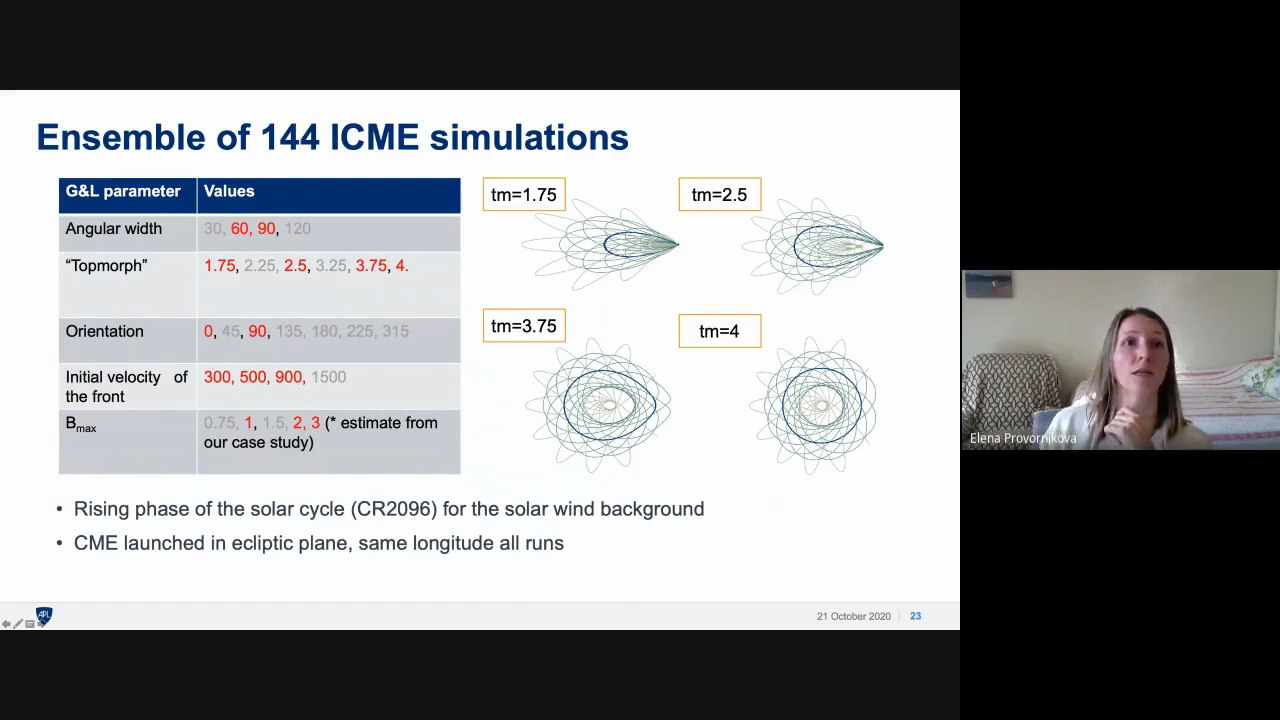 Ensemble of 144 ICME simulations
G&L parameter Values
Angular width 30, 60, 90, 120
“Topmorph” 1.75, 2.25, 2.5, 3.25, 3.75, 4.
Orientation 0, 45, 90, 135, 180, 225, 315
Initial velocity of 300, 500, 900, 1500
the front
Bmax 0.75, 1, 1.5, 2, 3 (* estimate from
our case study)
tm=1.75
tm=2.5
tm=3.75
tm=4
• Rising phase of the solar cycle (CR2096) for the solar wind background
• CME launched in ecliptic plane, same longitude all runs
APL
21 October 2020 23
Elena Provornikova